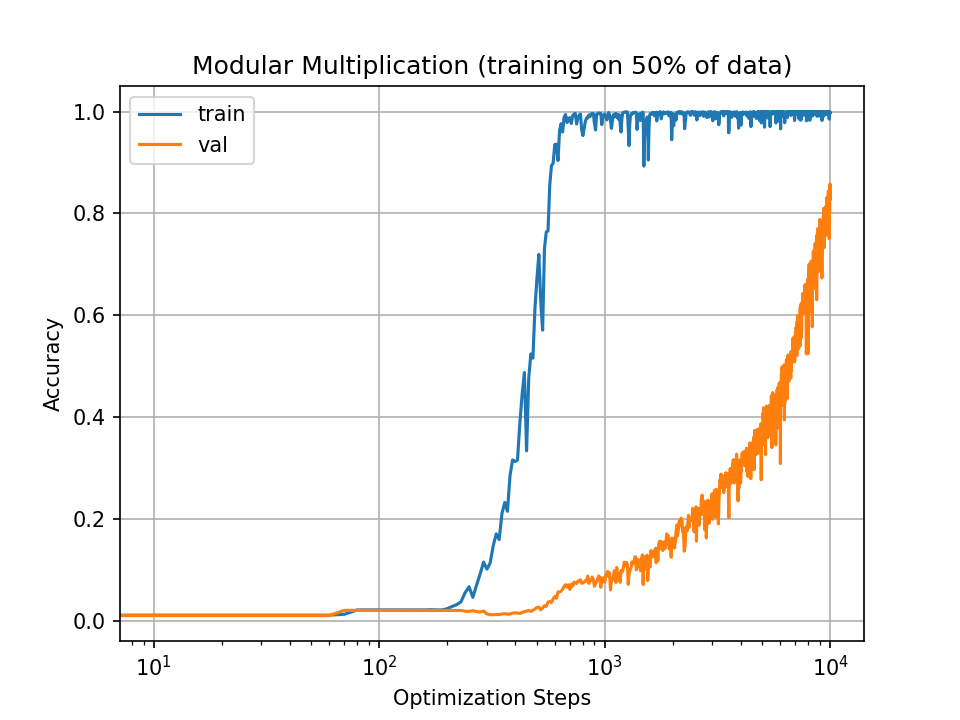 Modular Multiplication (training on 50% of data)
train
val
1.0
0.8
0.6
0.4
0.2
0.0
Accuracy
10¹ 10² 10³ 10⁴
Optimization Steps